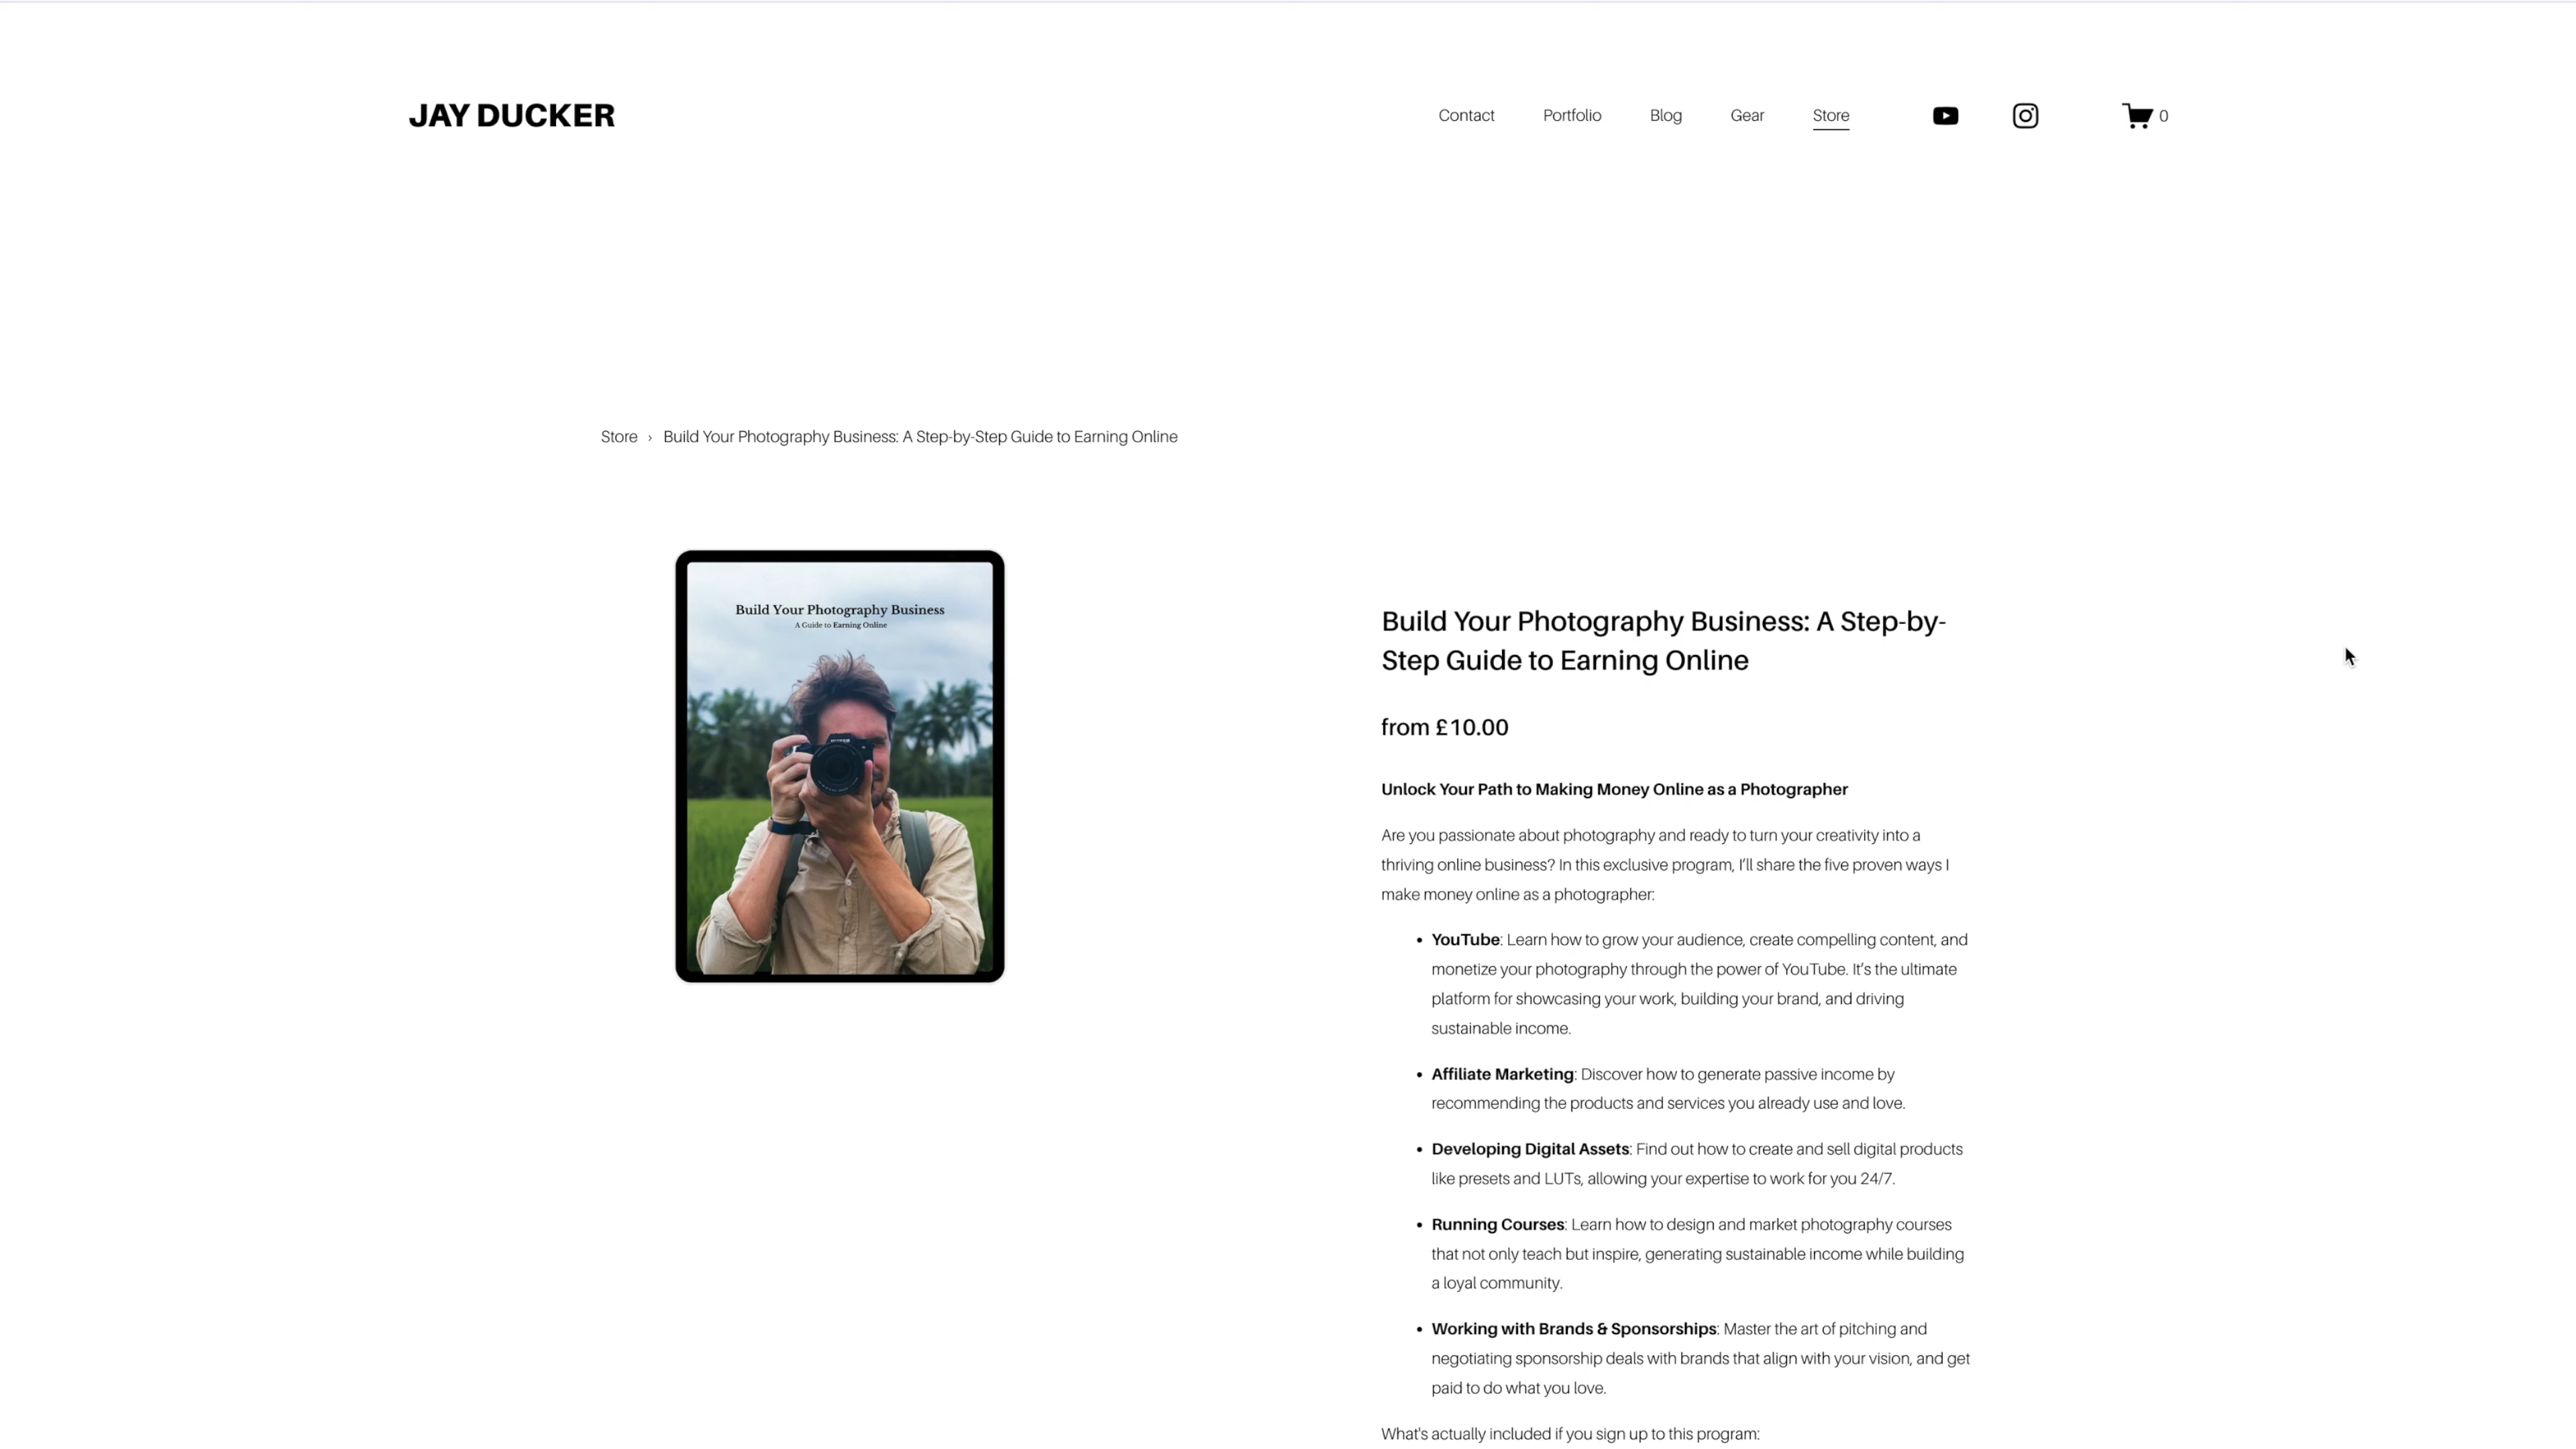 JAY DUCKER
Contact
Portfolio
Blog
Gear
Store
0
Store › Build Your Photography Business: A Step-by-Step Guide to Earning Online
Build Your Photography Business
A Guide to Earning Online
Build Your Photography Business: A Step-by-
Step Guide to Earning Online
from £10.00
Unlock Your Path to Making Money Online as a Photographer
Are you passionate about photography and ready to turn your creativity into a
thriving online business? In this exclusive program, I’ll share the five proven ways I
make money online as a photographer:
• YouTube: Learn how to grow your audience, create compelling content, and
monetize your photography through the power of YouTube. It’s the ultimate
platform for showcasing your work, building your brand, and driving
sustainable income.
• Affiliate Marketing: Discover how to generate passive income by
recommending the products and services you already use and love.
• Developing Digital Assets: Find out how to create and sell digital products
like presets and LUTs, allowing your expertise to work for you 24/7.
• Running Courses: Learn how to design and market photography courses
that not only teach but inspire, generating sustainable income while building
a loyal community.
• Working with Brands & Sponsorships: Master the art of pitching and
negotiating sponsorship deals with brands that align with your vision, and get
paid to do what you love.
What's actually included if you sign up to this program: